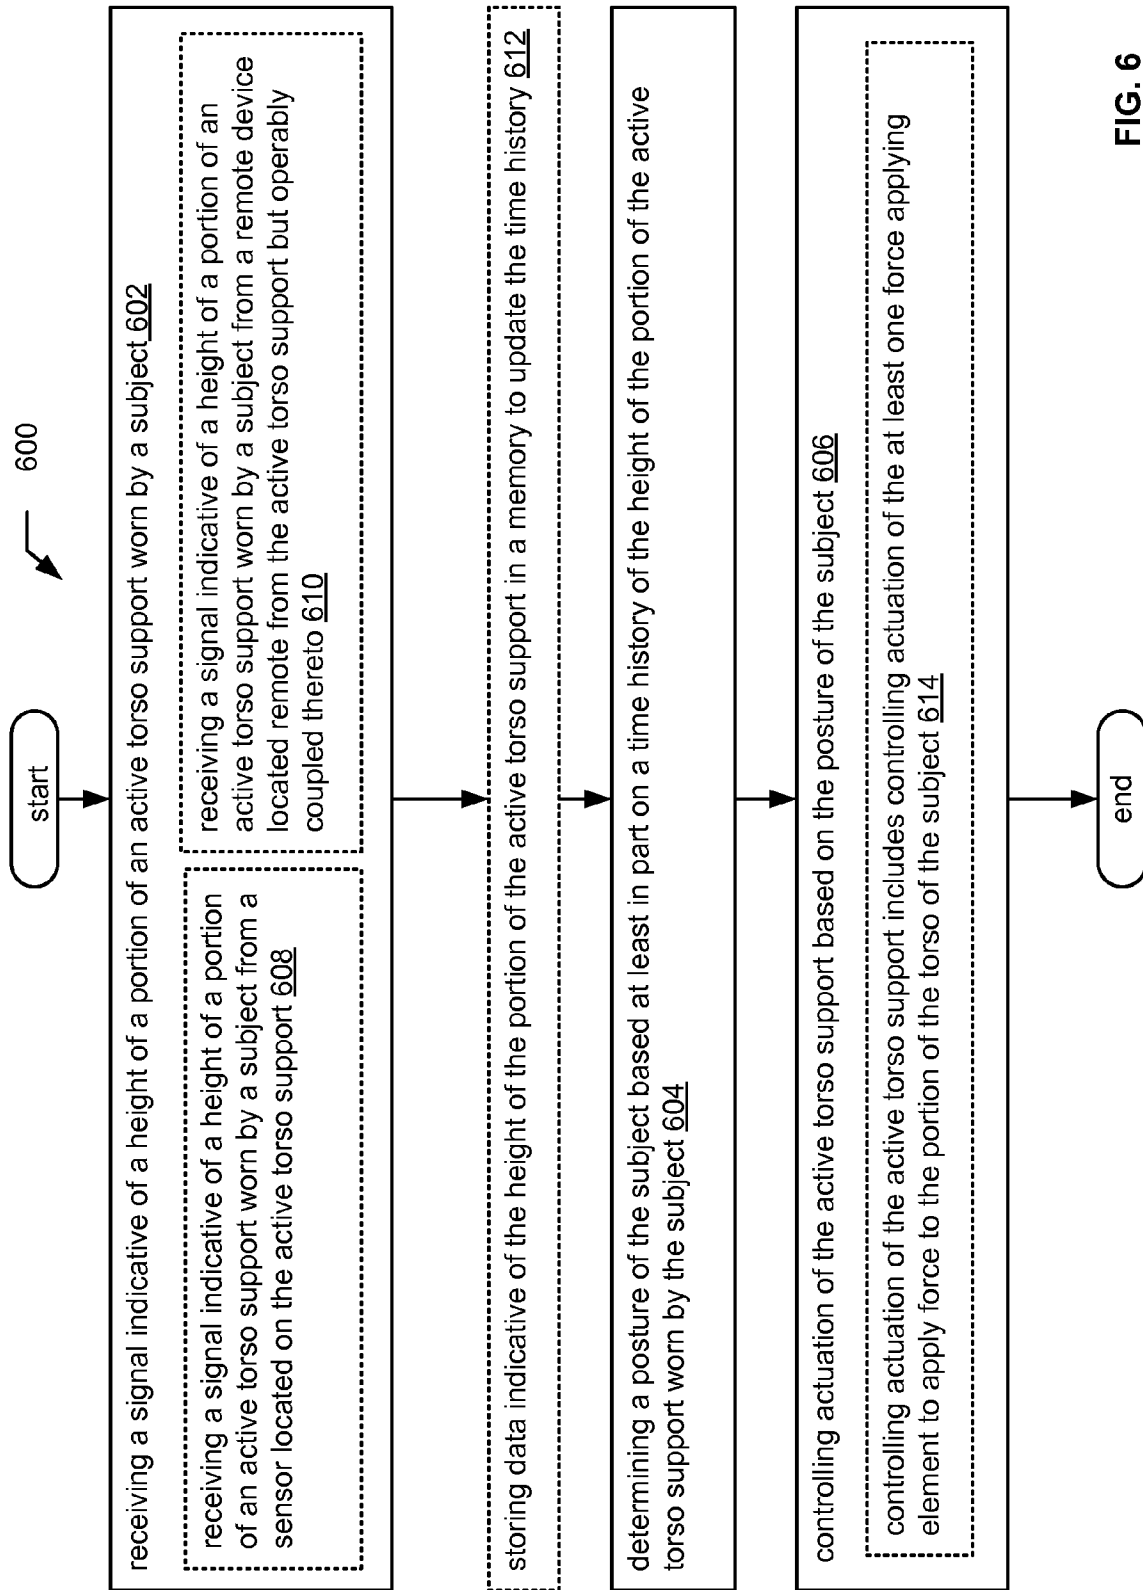 600
start
receiving a signal indicative of a height of a portion of an active torso support worn by a subject 602
receiving a signal indicative of a height of a portion
of an active torso support worn by a subject from a
sensor located on the active torso support 608
receiving a signal indicative of a height of a portion of an
active torso support worn by a subject from a remote device
located remote from the active torso support but operably
coupled thereto 610
storing data indicative of the height of the portion of the active torso support in a memory to update the time history 612
determining a posture of the subject based at least in part on a time history of the height of the portion of the active
torso support worn by the subject 604
controlling actuation of the active torso support based on the posture of the subject 606
controlling actuation of the active torso support includes controlling actuation of the at least one force applying
element to apply force to the portion of the torso of the subject 614
end
FIG. 6